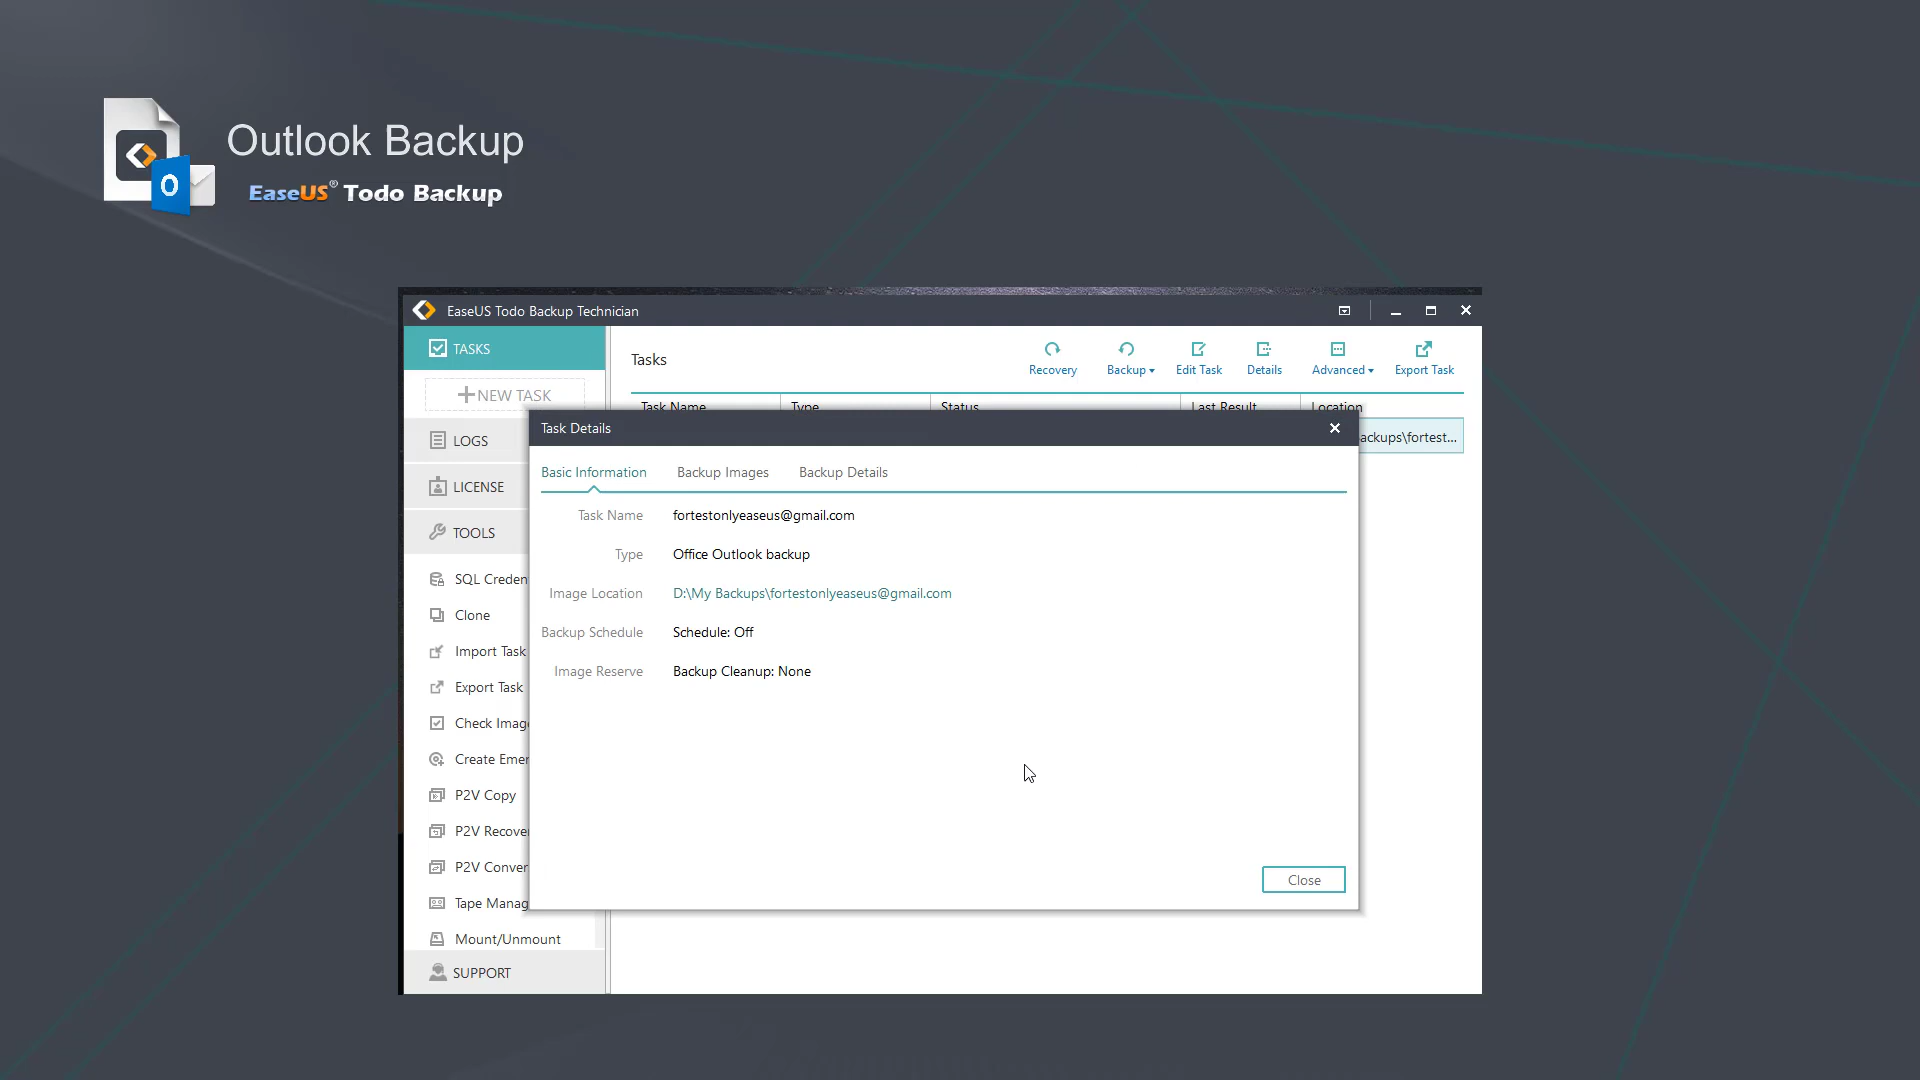 Outlook Backup
EaseUS® Todo Backup
O
EaseUS Todo Backup Technician
TASKS
NEW TASK
LOGS
LICENSE
TOOLS
SQL Creden
Clone
Import Task
Export Task
Check Imag
Create Emer
P2V Copy
P2V Recove
P2V Conver
Tape Manag
Mount/Unmount
SUPPORT
Tasks
Recovery
Backup
Edit Task
Details
Advanced
Export Task
Task Name Type Status Last Result Location
ackups\fortest...
Task Details
Basic Information Backup Images Backup Details
Task Name fortestonlyeaseus@gmail.com
Type Office Outlook backup
Image Location D:\My Backups\fortestonlyeaseus@gmail.com
Backup Schedule Schedule: Off
Image Reserve Backup Cleanup: None
Close